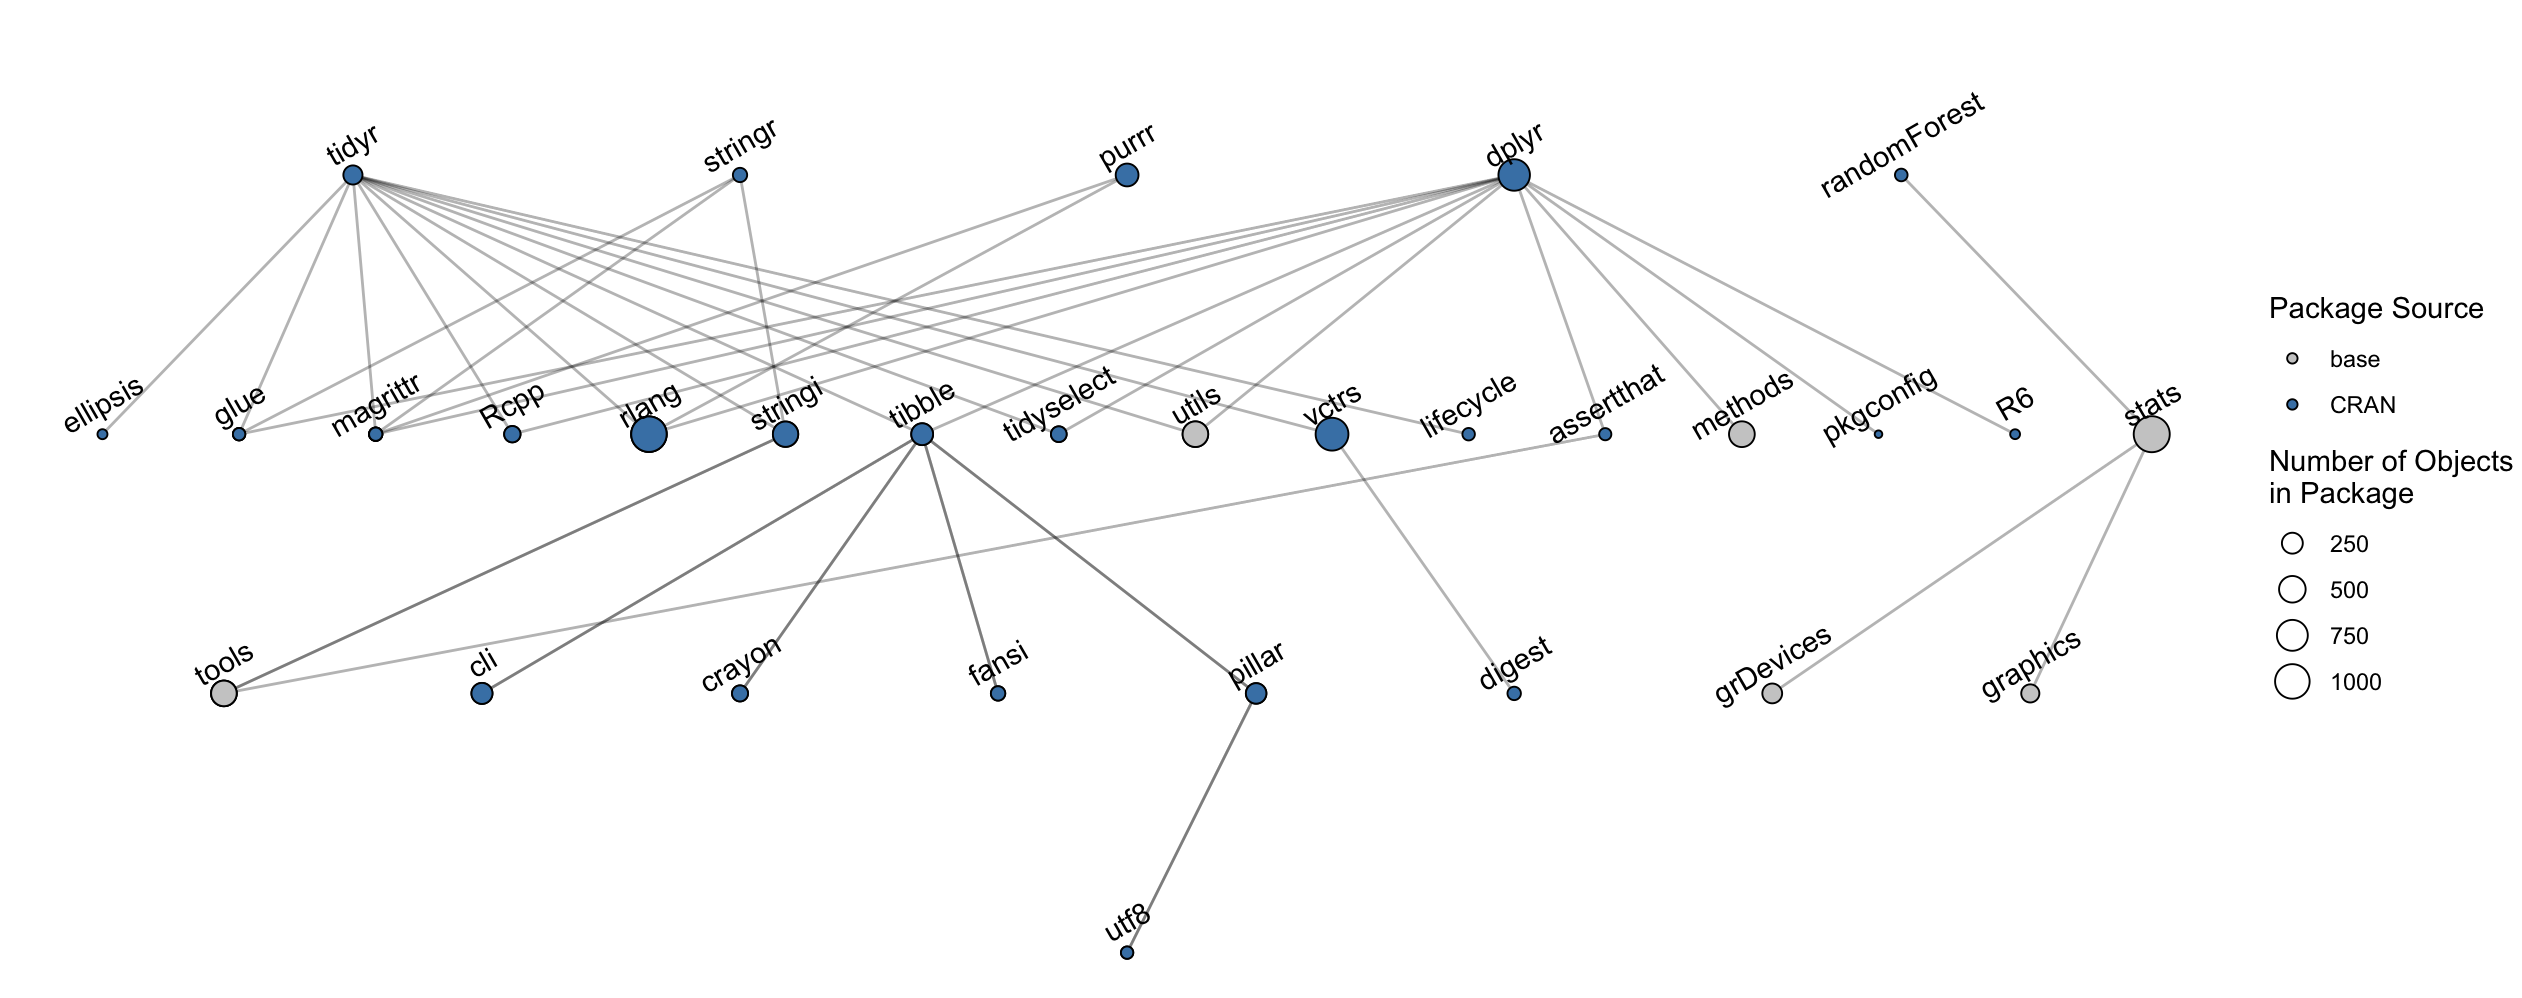 tidyr
stringr
purrr
dplyr
randomForest
ellipsis
glue
magrittr
Rcpp
rlang
stringi
tibble
tidyselect
utils
vctrs
lifecycle
assertthat
methods
pkgconfig
R6
stats
tools
cli
crayon
fansi
pillar
digest
grDevices
graphics
utf8
Package Source
base
CRAN
Number of Objects
in Package
250
500
750
1000